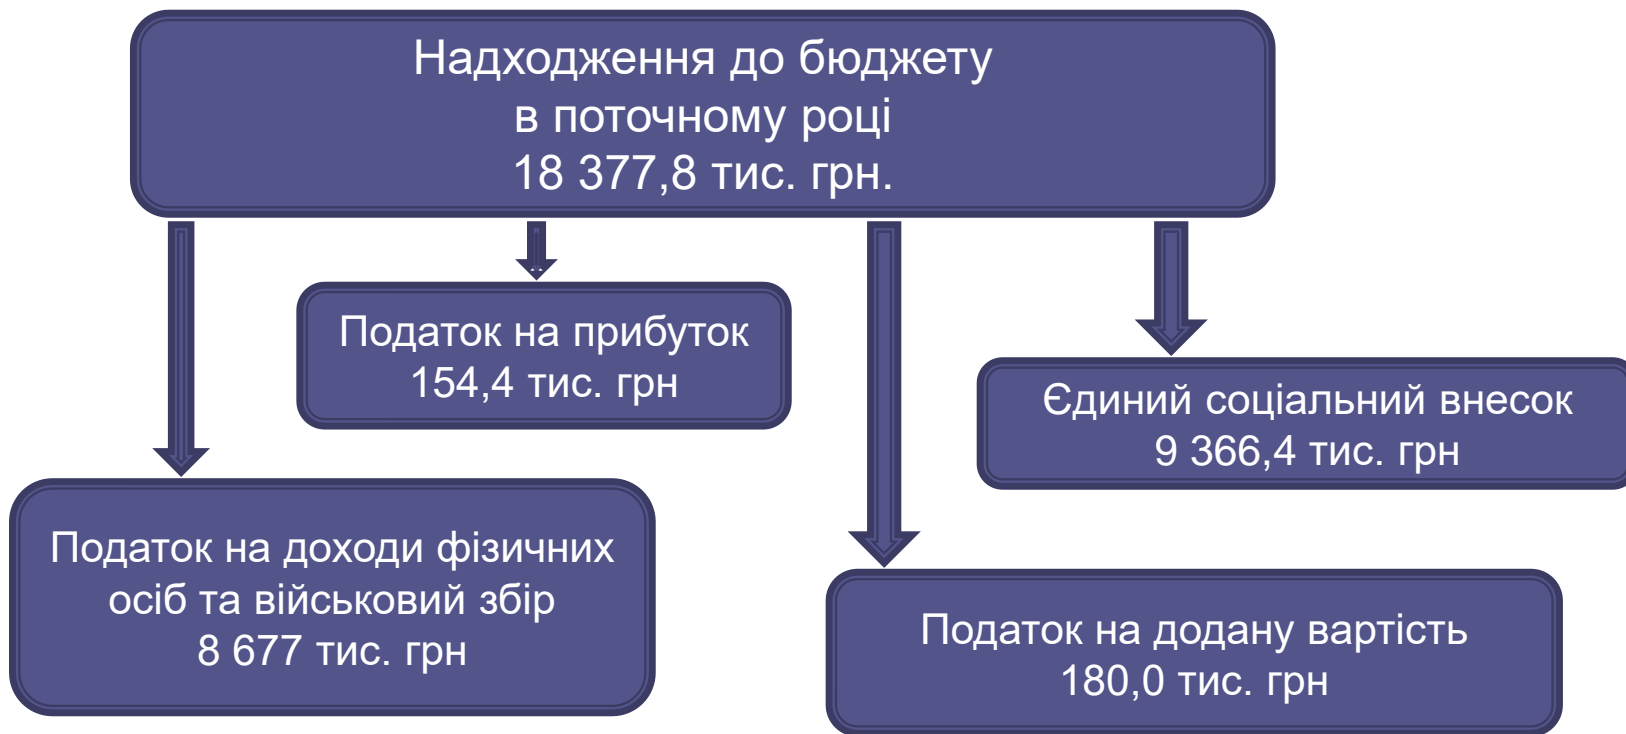 Надходження до бюджету
в поточному році
18 377,8 тис. грн.
Податок на прибуток
154,4 тис. грн
Єдиний соціальний внесок
9 366,4 тис. грн
Податок на доходи фізичних
осіб та військовий збір
8 677 тис. грн
Податок на додану вартість
180,0 тис. грн